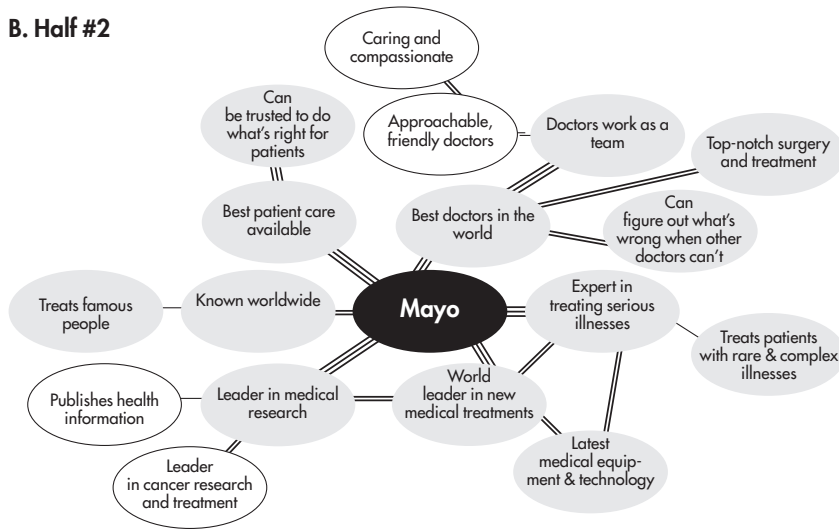 B. Half #2
Caring and
compassionate
Can
be trusted to do
what's right for
patients
Approachable,
friendly doctors
Doctors work as a
team
Top-notch surgery
and treatment
Best patient care
available
Best doctors in the
world
Can
figure out what's
wrong when other
doctors can't
Treats famous
people
Known worldwide
Mayo
Expert in
treating serious
illnesses
Treats patients
with rare & complex
illnesses
Publishes health
information
Leader in medical
research
World
leader in new
medical treatments
Leader
in cancer research
and treatment
Latest
medical equip-
ment & technology